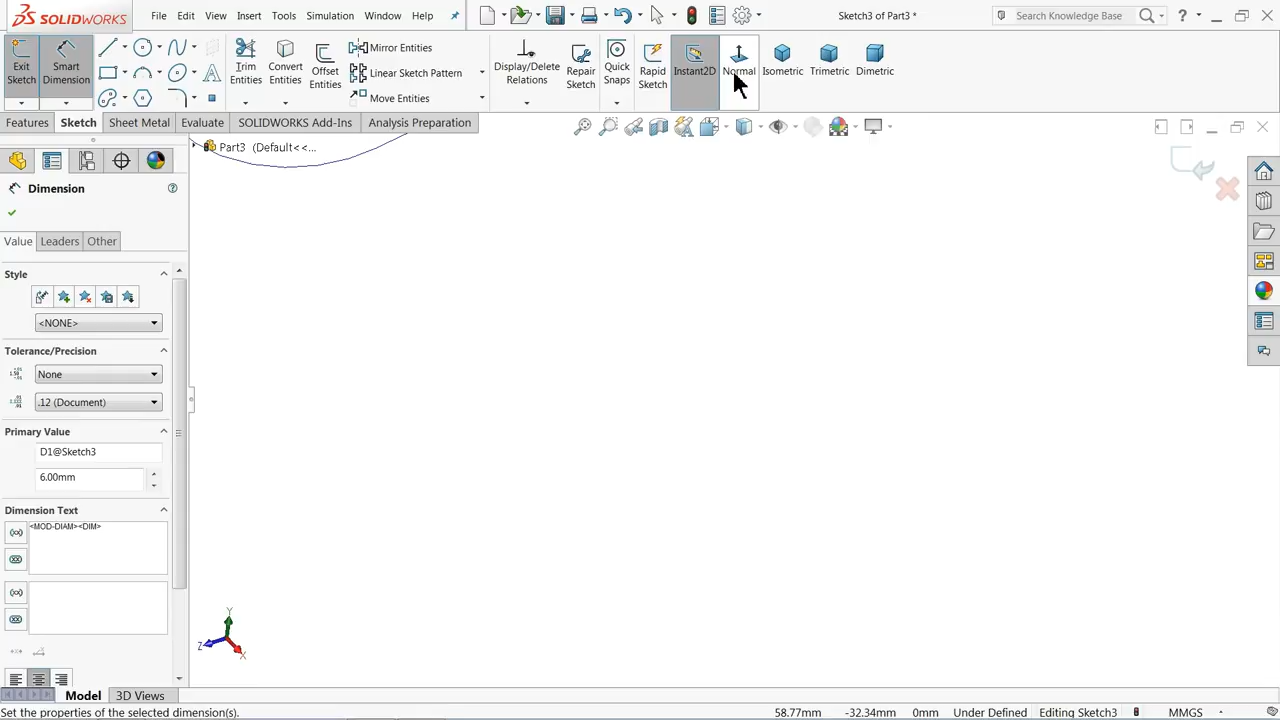 SOLIDWORKS
File
Edit
View
Insert
Tools
Simulation
Window
Help
Sketch3 of Part3 *
Search Knowledge Base
?
Exit Sketch
Smart Dimension
Trim Entities
Convert Entities
Offset Entities
Mirror Entities
Linear Sketch Pattern
Move Entities
Display/Delete Relations
Repair Sketch
Quick Snaps
Rapid Sketch
Instant2D
Normal
Isometric
Trimetric
Dimetric
Features
Sketch
Sheet Metal
Evaluate
SOLIDWORKS Add-Ins
Analysis Preparation
Part3 (Default<<...
Dimension
Value
Leaders
Other
Style
<NONE>
Tolerance/Precision
None
.12 (Document)
Primary Value
D1@Sketch3
6.00mm
Dimension Text
<MOD-DIAM><DIM>
Y
Z
X
Model
3D Views
Set the properties of the selected dimension(s).
58.77mm
-32.34mm
0mm
Under Defined
Editing Sketch3
MMGS